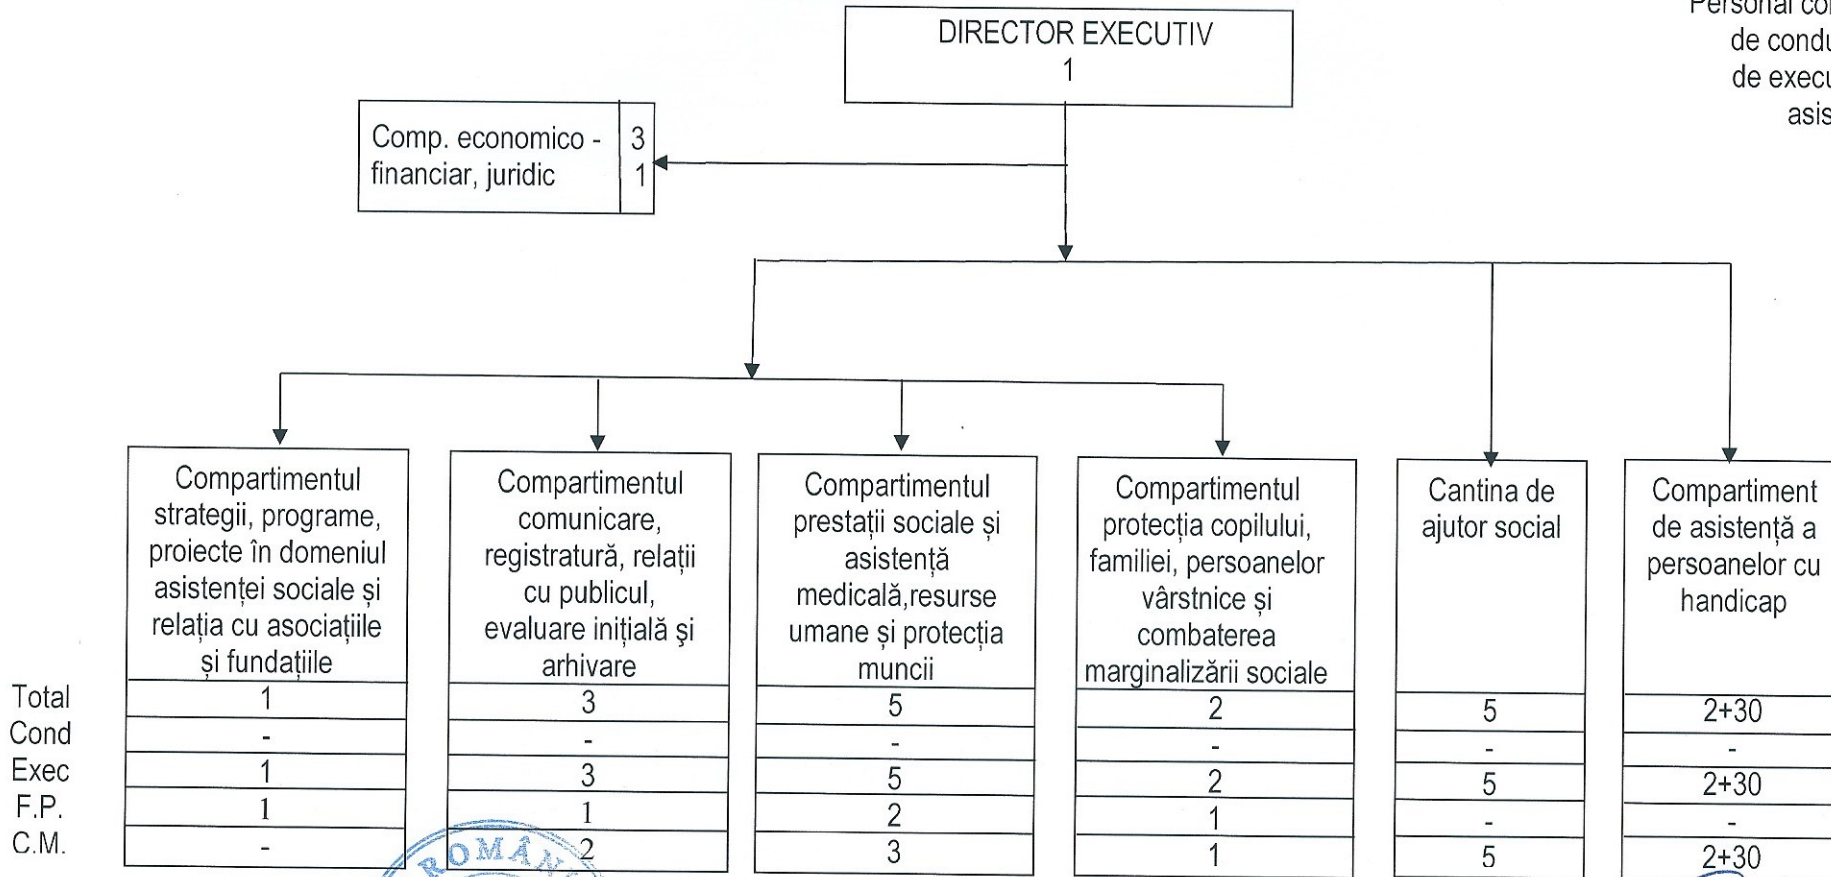 DIRECTOR EXECUTIV
1
Personal
de
de
Comp. economico - 3
financiar, juridic 1
Compartimentul
strategii, programe,
proiecte în domeniul
asistenței sociale și
relația cu asociațiile
și fundațiile
Compartimentul
comunicare,
registratură, relații
cu publicul,
evaluare inițială şi
arhivare
Compartimentul
prestații sociale și
asistență
medicală,resurse
umane și protecția
muncii
Compartimentul
protecția copilului,
familiei, persoanelor
vârstnice și
combaterea
marginalizării sociale
Cantina de
ajutor social
Compartiment
de asistență a
persoanelor cu
handicap
Total 1 3 5 2 5 2+30
Cond - - - - - -
Exec 1 3 5 2 5 2+30
F.P. 1 1 2 1 - -
C.M. - 2 3 1 5 2+30